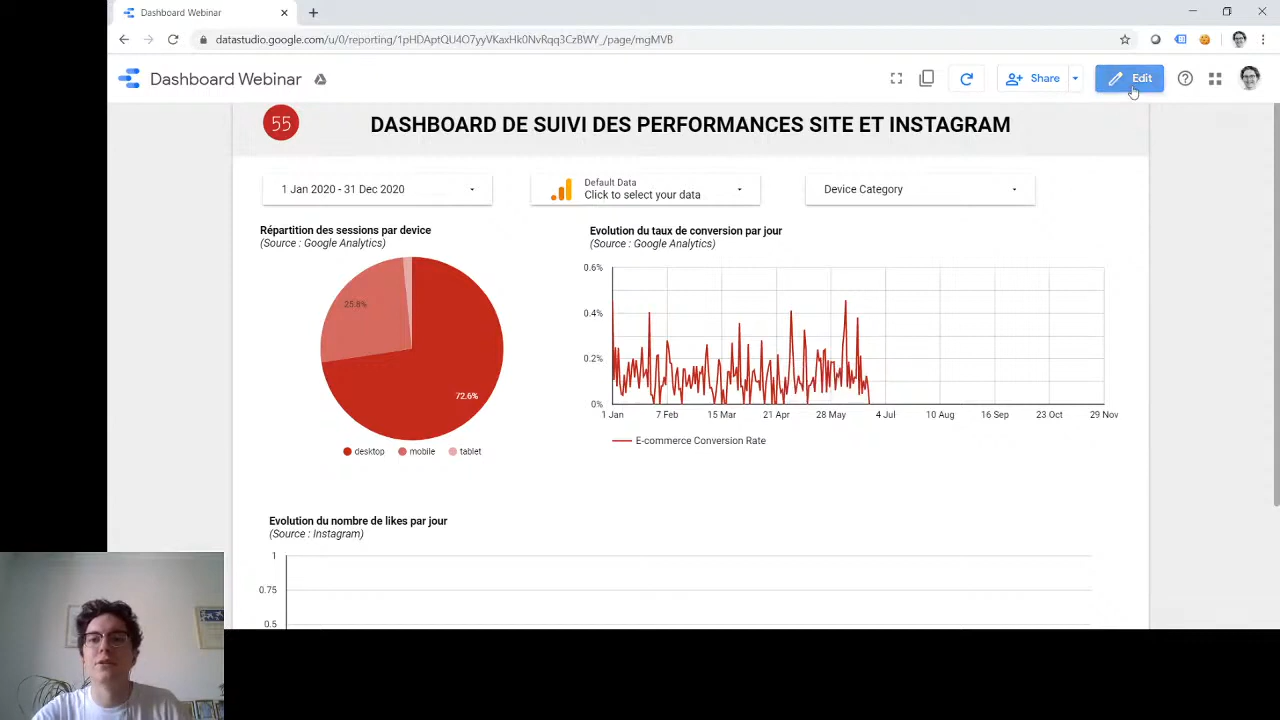 Dashboard Webinar
datastudio.google.com/u/0/reporting/1pHDAptQU4O7yyVKaxHk0NvRqq3CzBWY_/page/mgMVB
Dashboard Webinar
Share
Edit
55
DASHBOARD DE SUIVI DES PERFORMANCES SITE ET INSTAGRAM
1 Jan 2020 - 31 Dec 2020
Default Data
Click to select your data
Device Category
Répartition des sessions par device
(Source : Google Analytics)
25.8%
72.6%
desktop mobile tablet
Evolution du taux de conversion par jour
(Source : Google Analytics)
0.6%
0.4%
0.2%
0%
1 Jan 7 Feb 15 Mar 21 Apr 28 May 4 Jul 10 Aug 16 Sep 23 Oct 29 Nov
E-commerce Conversion Rate
Evolution du nombre de likes par jour
(Source : Instagram)
1
0.75
0.5